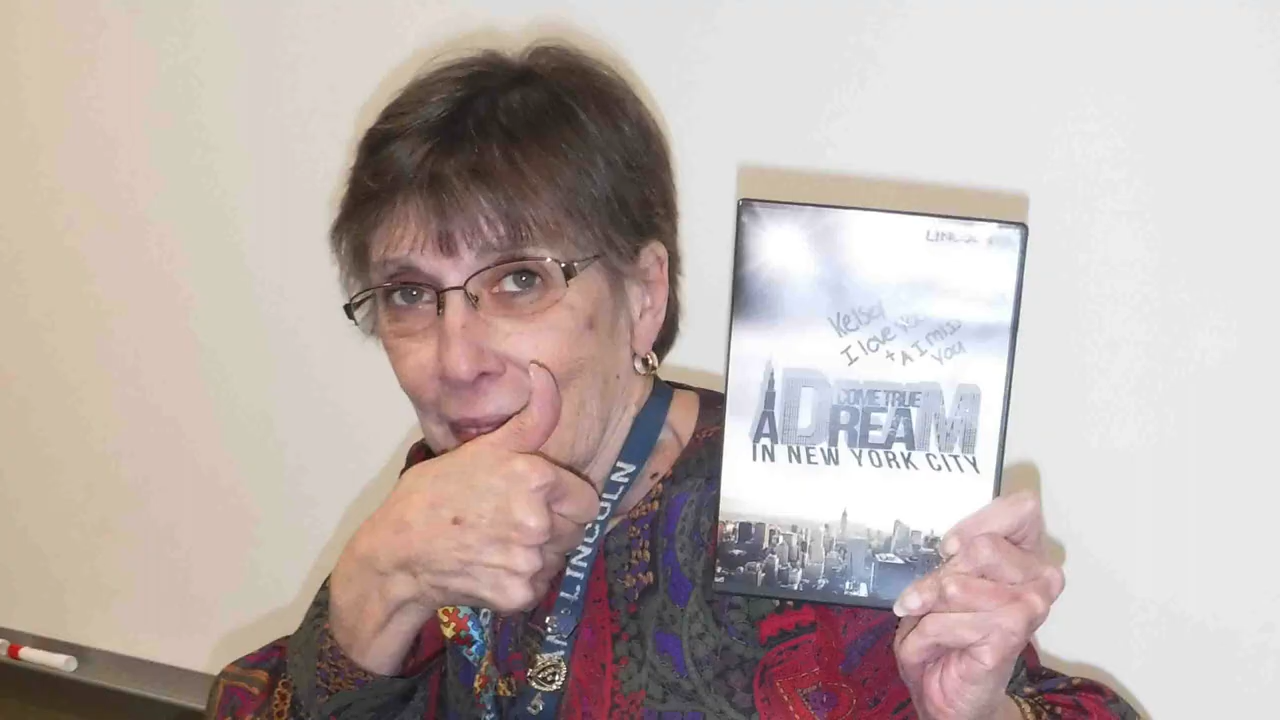 Kelsey
I love you
+ A I miss
you
COME TRUE
A DREAM
IN NEW YORK CITY
LINCOLN